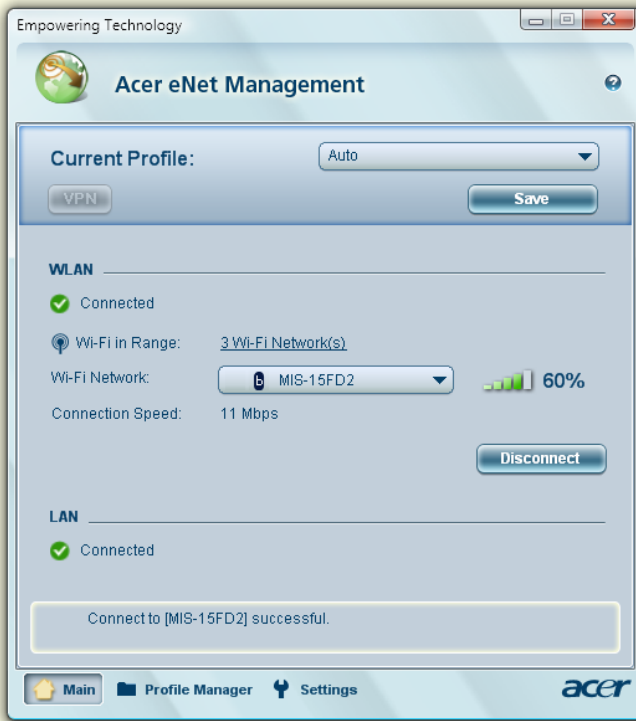 Empowering Technology
Acer eNet Management
Current Profile: Auto
VPN Save
WLAN
Connected
Wi-Fi in Range: 3 Wi-Fi Network(s)
Wi-Fi Network: b MIS-15FD2 60%
Connection Speed: 11 Mbps
Disconnect
LAN
Connected
Connect to [MIS-15FD2] successful.
Main Profile Manager Settings acer